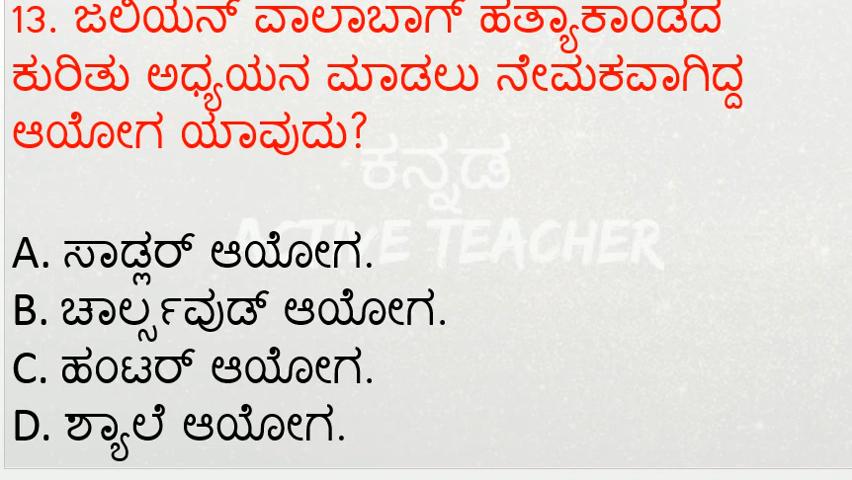 13. ಜಲಿಯನ್ ವಾಲಾಬಾಗ್ ಹತ್ಯಾಕಾಂಡದ
ಕುರಿತು ಅಧ್ಯಯನ ಮಾಡಲು ನೇಮಕವಾಗಿದ್ದ
ಆಯೋಗ ಯಾವುದು?
ಕನ್ನಡ
ACTIVE TEACHER
A. ಸಾಡ್ಲರ್ ಆಯೋಗ.
B. ಚಾರ್ಲ್ಸವುಡ್ ಆಯೋಗ.
C. ಹಂಟರ್ ಆಯೋಗ.
D. ಶ್ಯಾಲೆ ಆಯೋಗ.